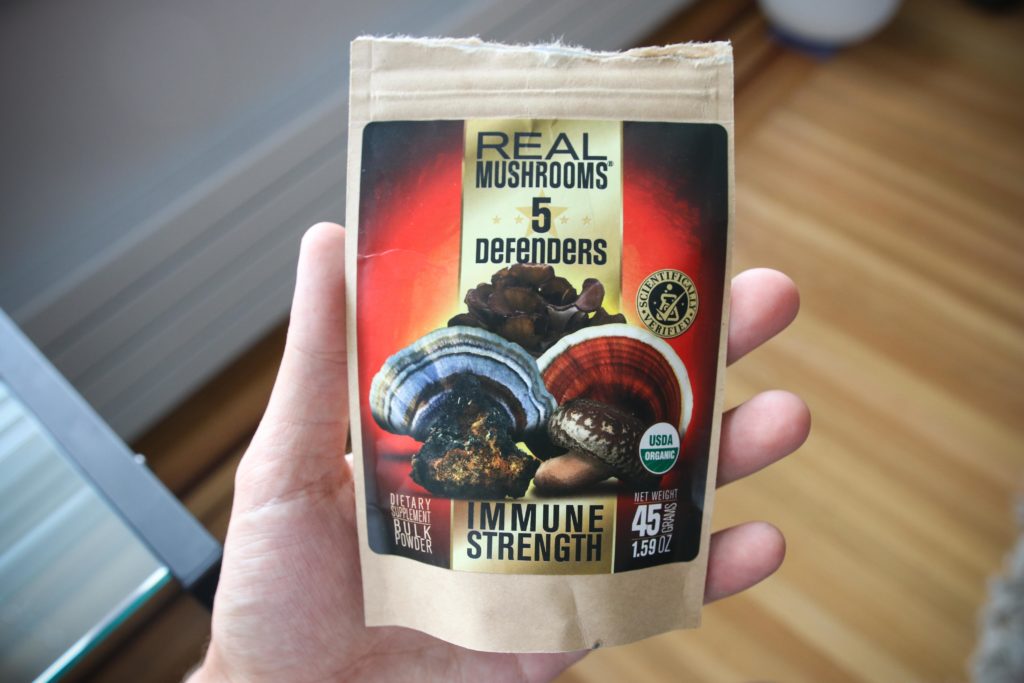 REAL
MUSHROOMS®
5
DEFENDERS
SCIENTIFICALLY
VERIFIED
USDA
ORGANIC
DIETARY
SUPPLEMENT
BULK
POWDER
IMMUNE
STRENGTH
NET WEIGHT
45 GRAMS
1.59 OZ